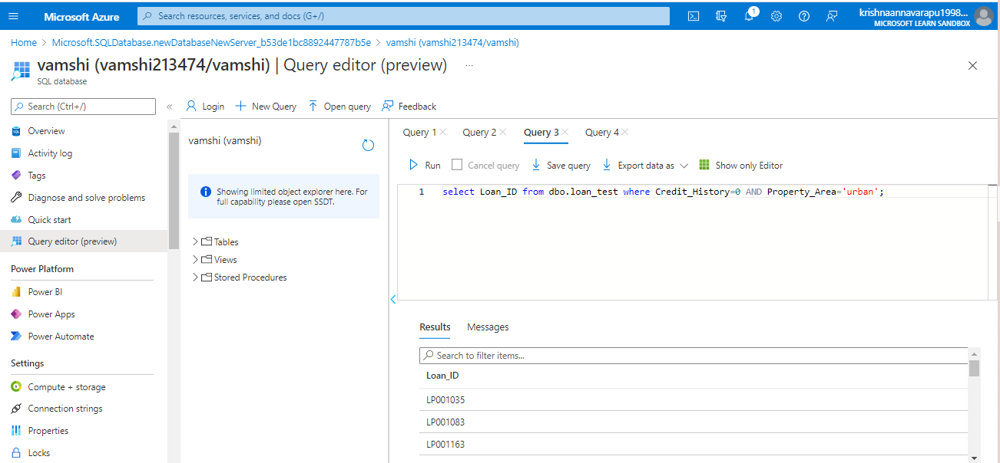 Microsoft Azure
Search resources, services, and docs (G+/)
1
krishnaannavarapu1998...
MICROSOFT LEARN SANDBOX
Home > Microsoft.SQLDatabase.newDatabaseNewServer_b53de1bc8892447787b5e > vamshi (vamshi213474/vamshi)
vamshi (vamshi213474/vamshi) | Query editor (preview) ...
SQL database
Search (Ctrl+/)
«
Overview
Activity log
Tags
Diagnose and solve problems
Quick start
Query editor (preview)
Power Platform
Power BI
Power Apps
Power Automate
Settings
Compute + storage
Connection strings
Properties
Locks
Login
New Query
Open query
Feedback
vamshi (vamshi)
Showing limited object explorer here. For
full capability please open SSDT.
Tables
Views
Stored Procedures
Query 1 Query 2 Query 3 Query 4
Run Cancel query Save query Export data as Show only Editor
1 select Loan_ID from dbo.loan_test where Credit_History=0 AND Property_Area='urban';
Results Messages
Search to filter items...
Loan_ID
LP001035
LP001083
LP001163